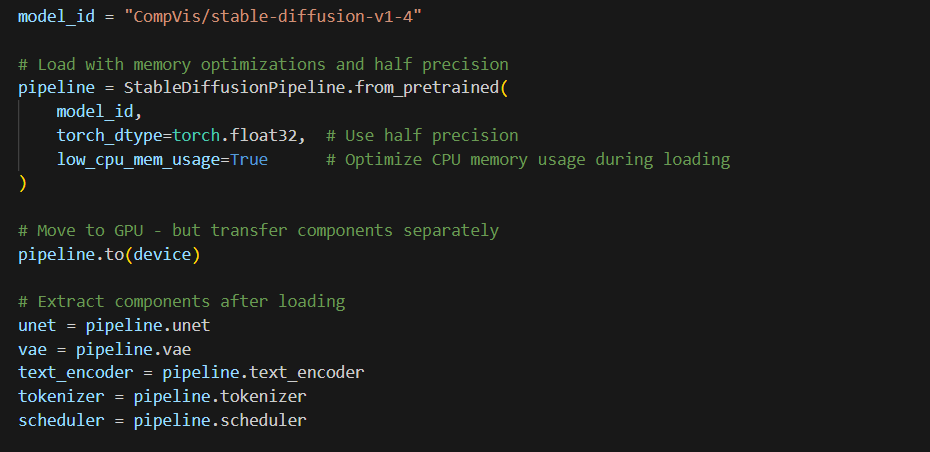 model_id = "CompVis/stable-diffusion-v1-4"
# Load with memory optimizations and half precision
pipeline = StableDiffusionPipeline.from_pretrained(
    model_id,
    torch_dtype=torch.float32,  # Use half precision
    low_cpu_mem_usage=True      # Optimize CPU memory usage during loading
)
# Move to GPU - but transfer components separately
pipeline.to(device)
# Extract components after loading
unet = pipeline.unet
vae = pipeline.vae
text_encoder = pipeline.text_encoder
tokenizer = pipeline.tokenizer
scheduler = pipeline.scheduler